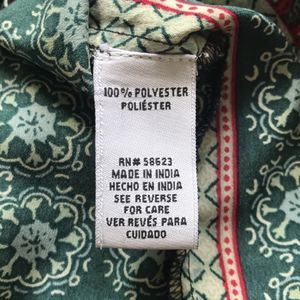 100% POLYESTER
POLIÉSTER
RN# 58623
MADE IN INDIA
HECHO EN INDIA
SEE REVERSE
FOR CARE
VER REVÉS PARA
CUIDADO